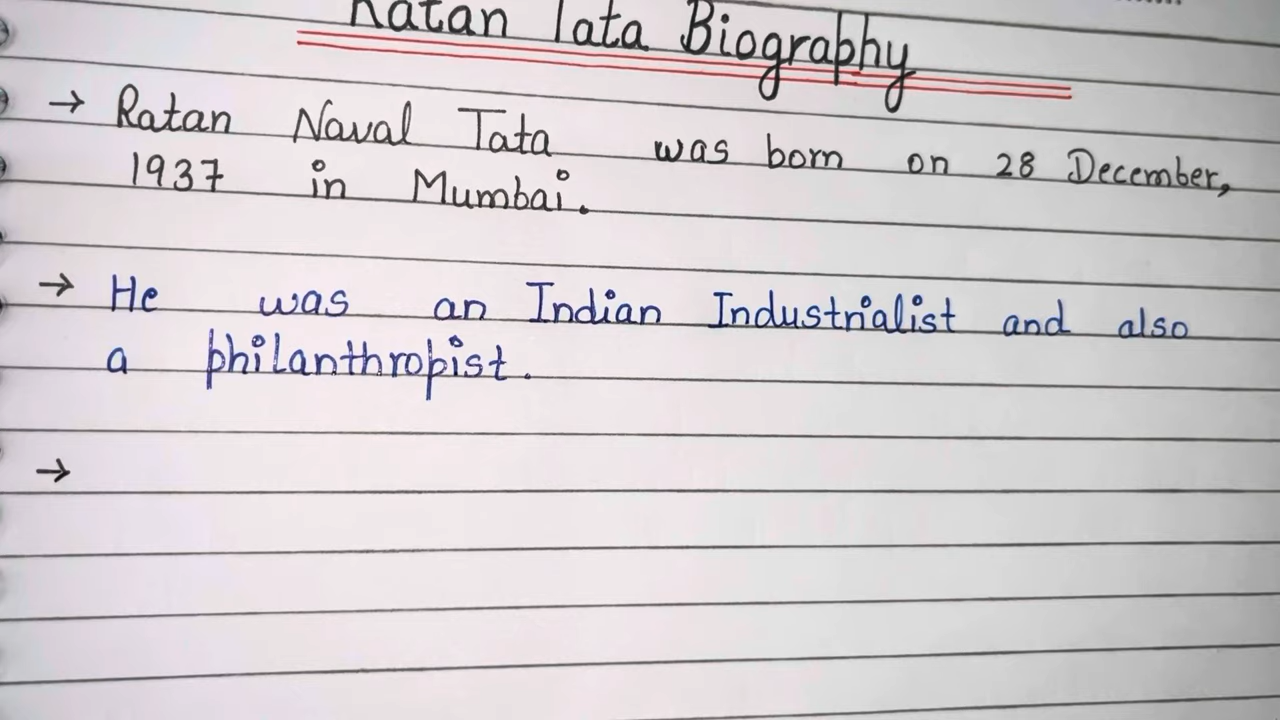 Ratan Tata Biography
→ Ratan Naval Tata was born on 28 December,
1937 in Mumbai.
→ He was an Indian Industrialist and also
a philanthropist.
→